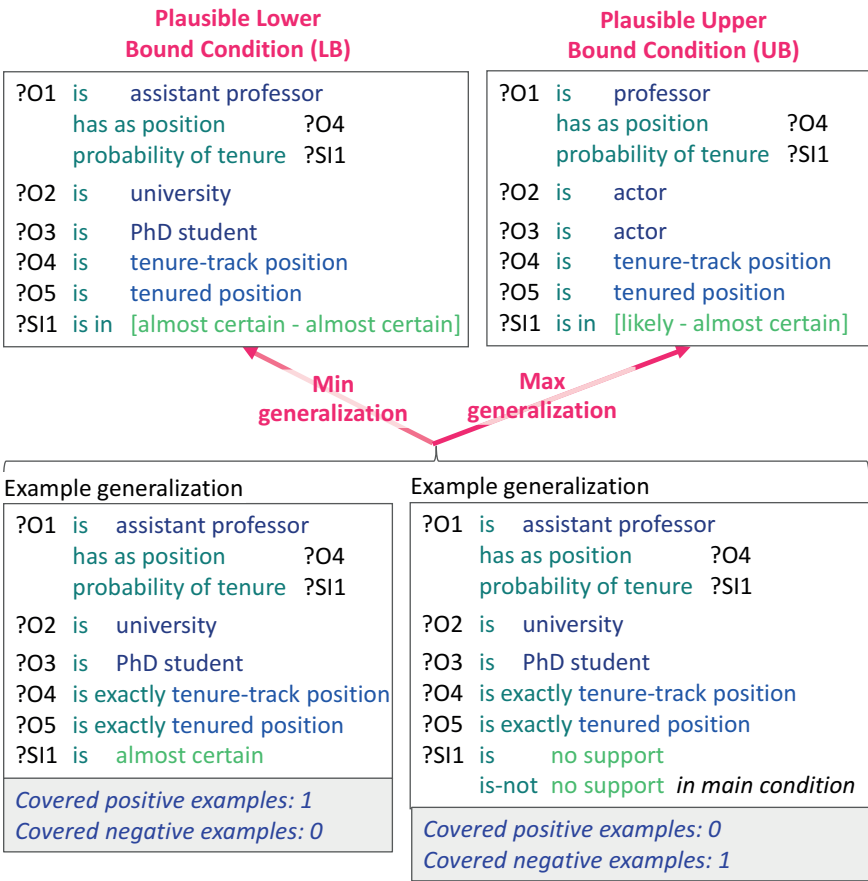 Plausible Lower
Bound Condition (LB)
?O1 is assistant professor
has as position ?O4
probability of tenure ?SI1
?O2 is university
?O3 is PhD student
?O4 is tenure-track position
?O5 is tenured position
?SI1 is in [almost certain - almost certain]
Plausible Upper
Bound Condition (UB)
?O1 is professor
has as position ?O4
probability of tenure ?SI1
?O2 is actor
?O3 is actor
?O4 is tenure-track position
?O5 is tenured position
?SI1 is in [likely - almost certain]
Min
generalization
Max
generalization
Example generalization
?O1 is assistant professor
has as position ?O4
probability of tenure ?SI1
?O2 is university
?O3 is PhD student
?O4 is exactly tenure-track position
?O5 is exactly tenured position
?SI1 is almost certain
Covered positive examples: 1
Covered negative examples: 0
Example generalization
?O1 is assistant professor
has as position ?O4
probability of tenure ?SI1
?O2 is university
?O3 is PhD student
?O4 is exactly tenure-track position
?O5 is exactly tenured position
?SI1 is no support
is-not no support in main condition
Covered positive examples: 0
Covered negative examples: 1